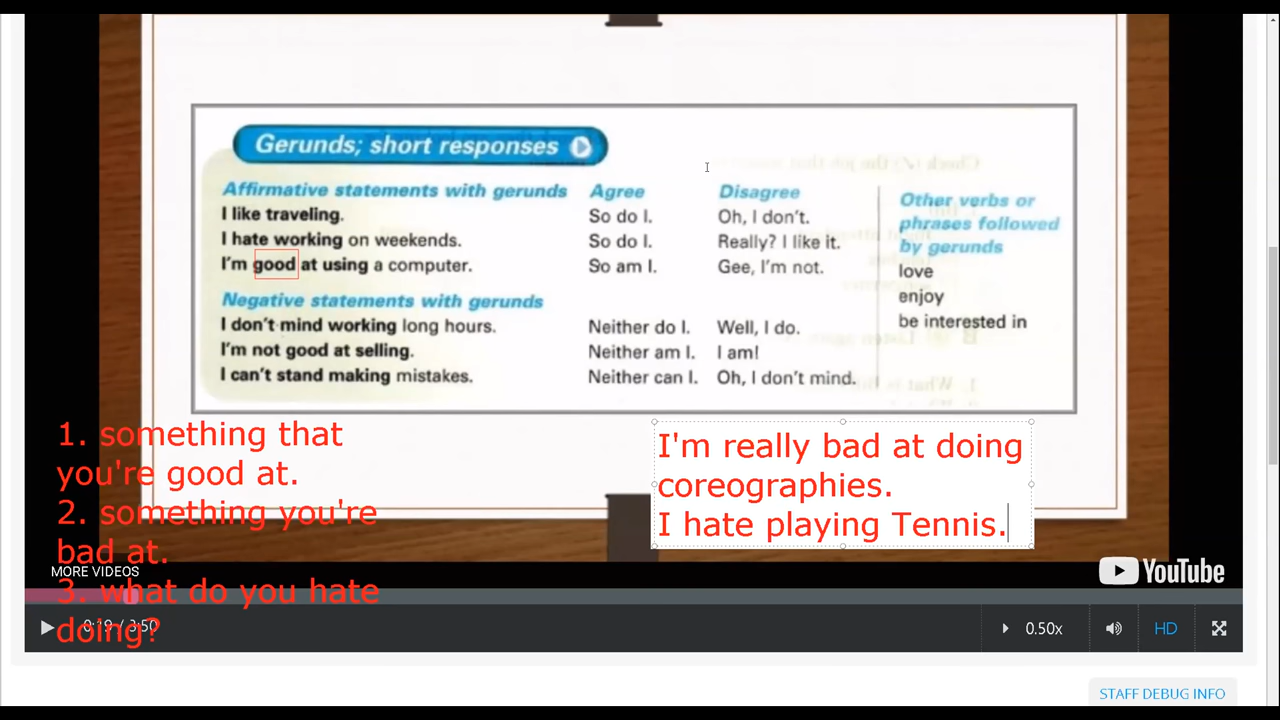 Gerunds; short responses
Affirmative statements with gerunds Agree Disagree
I like traveling. So do I. Oh, I don't.
I hate working on weekends. So do I. Really? I like it.
I'm good at using a computer. So am I. Gee, I'm not.
Negative statements with gerunds
I don't mind working long hours. Neither do I. Well, I do.
I'm not good at selling. Neither am I. I am!
I can't stand making mistakes. Neither can I. Oh, I don't mind.
Other verbs or
phrases followed
by gerunds
love
enjoy
be interested in
1. something that
you're good at.
2. something you're
bad at.
3. what do you hate
doing?
I'm really bad at doing
coreographies.
I hate playing Tennis.
MORE VIDEOS
YouTube
0:19 / 3:50
0.50x
HD
STAFF DEBUG INFO